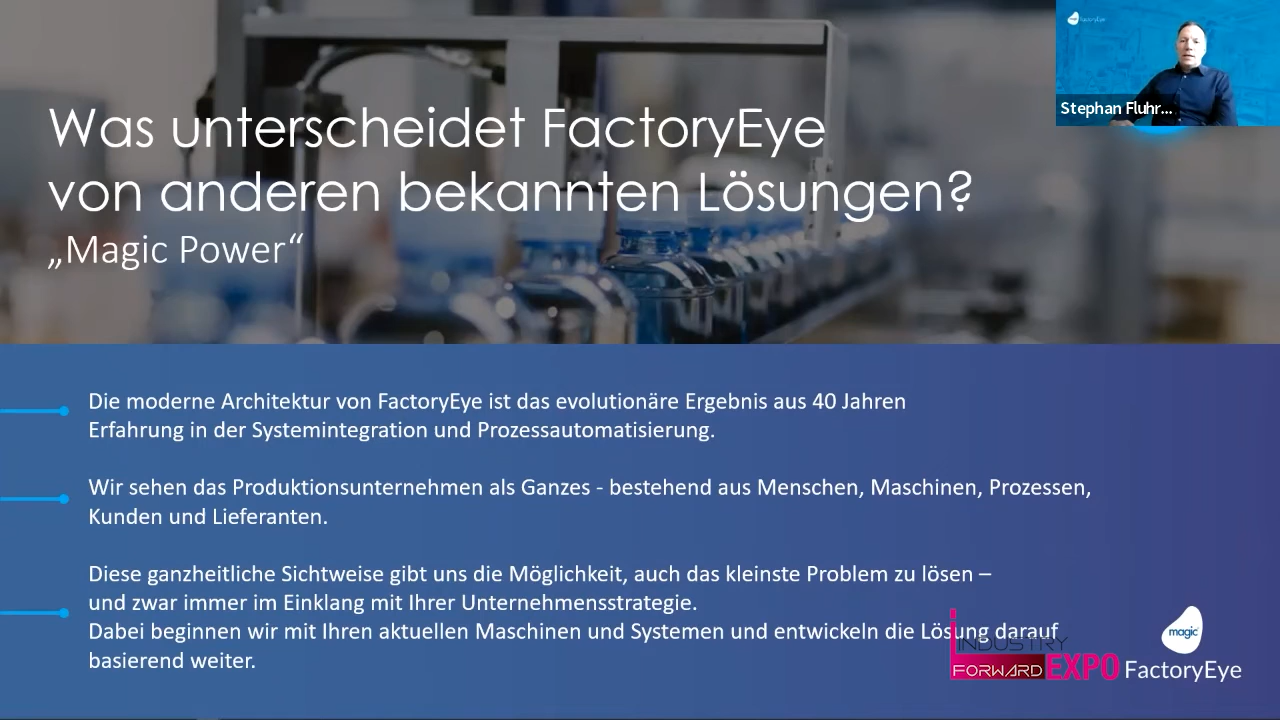 magic FactoryEye
Stephan Fluhr...
Was unterscheidet FactoryEye
von anderen bekannten Lösungen?
„Magic Power“
Die moderne Architektur von FactoryEye ist das evolutionäre Ergebnis aus 40 Jahren
Erfahrung in der Systemintegration und Prozessautomatisierung.
Wir sehen das Produktionsunternehmen als Ganzes - bestehend aus Menschen, Maschinen, Prozessen,
Kunden und Lieferanten.
Diese ganzheitliche Sichtweise gibt uns die Möglichkeit, auch das kleinste Problem zu lösen –
und zwar immer im Einklang mit Ihrer Unternehmensstrategie.
Dabei beginnen wir mit Ihren aktuellen Maschinen und Systemen und entwickeln die Lösung darauf
basierend weiter.
INDUSTRY
FORWARD EXPO
magic
FactoryEye